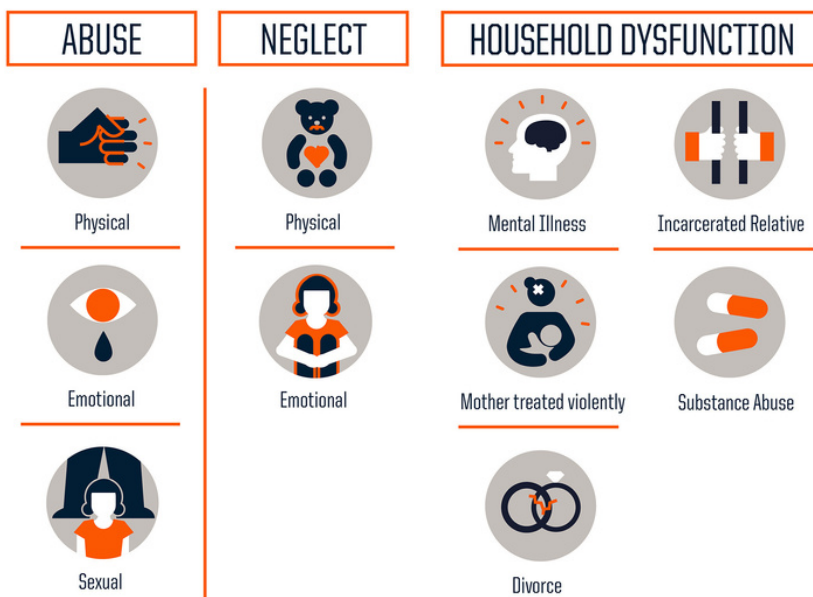 ABUSE
Physical
Emotional
Sexual
NEGLECT
Physical
Emotional
HOUSEHOLD DYSFUNCTION
Mental Illness
Incarcerated Relative
Mother treated violently
Substance Abuse
Divorce